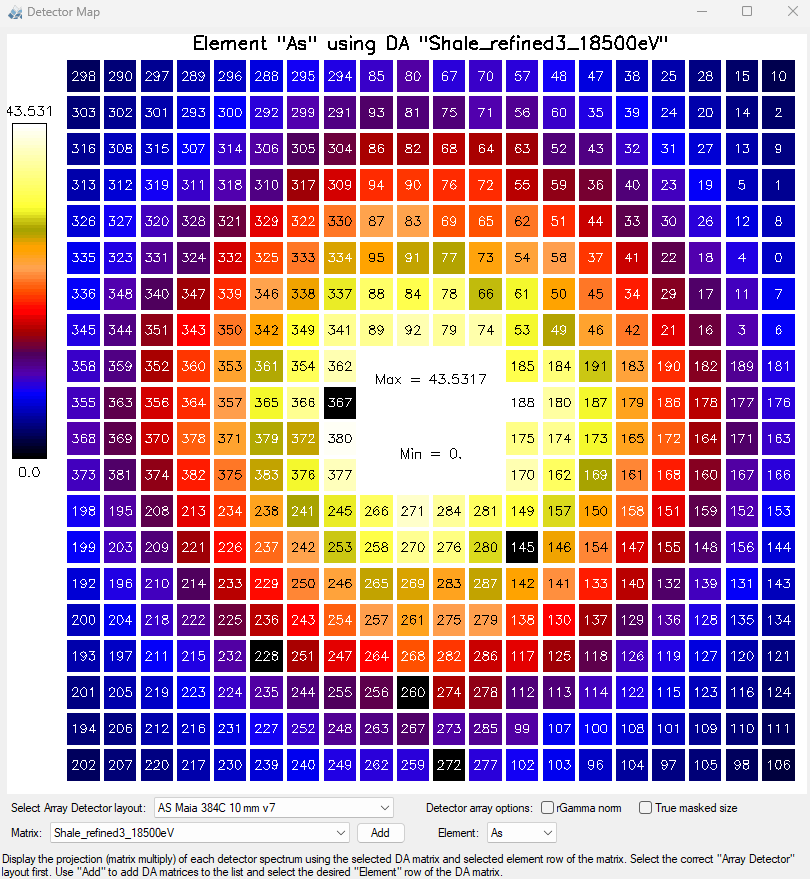 Detector Map
Element "As" using DA "Shale_refined3_18500eV"
298 290 297 289 296 288 295 294 85 80 67 70 57 48 47 38 25 28 15 10
43.531
303 302 301 293 300 292 299 291 93 81 75 71 56 60 35 39 24 20 14 2
316 308 315 307 314 306 305 304 86 82 68 64 63 52 43 32 31 27 13 9
313 312 319 311 318 310 317 309 94 90 76 72 55 59 36 40 23 19 5 1
326 327 320 328 321 329 322 330 87 83 69 65 62 51 44 33 30 26 12 8
335 323 331 324 332 325 333 334 95 91 77 73 54 58 37 41 22 18 4 0
336 348 340 347 339 346 338 337 88 84 78 66 61 50 45 34 29 17 11 7
345 344 351 343 350 342 349 341 89 92 79 74 53 49 46 42 21 16 3 6
358 359 352 360 353 361 354 362 185 184 191 183 190 182 189 181
Max = 43.5317
355 363 356 364 357 365 366 367 188 180 187 179 186 178 177 176
368 369 370 378 371 379 372 380 175 174 173 165 172 164 171 163
Min = 0.
0.0
373 381 374 382 375 383 376 377 170 162 169 161 168 160 167 166
198 195 208 213 234 238 241 245 266 271 284 281 149 157 150 158 151 159 152 153
199 203 209 221 226 237 242 253 258 270 276 280 145 146 154 147 155 148 156 144
192 196 210 214 233 229 250 246 265 269 283 287 142 141 133 140 132 139 131 143
200 204 218 222 225 236 243 254 257 261 275 279 138 130 137 129 136 128 135 134
193 197 211 215 232 228 251 247 264 268 282 286 117 125 118 126 119 127 120 121
201 205 219 223 224 235 244 255 256 260 274 278 112 113 114 122 115 123 116 124
194 206 212 216 231 227 252 248 263 267 273 285 99 107 100 108 101 109 110 111
202 207 220 217 230 239 240 249 262 259 272 277 102 103 96 104 97 105 98 106
Select Array Detector layout: AS Maia 384C 10 mm v7 Detector array options: rGamma norm True masked size
Matrix: Shale_refined3_18500eV Add Element: As
Display the projection (matrix multiply) of each detector spectrum using the selected DA matrix and selected element row of the matrix. Select the correct "Array Detector"
layout first. Use "Add" to add DA matrices to the list and select the desired "Element" row of the DA matrix.